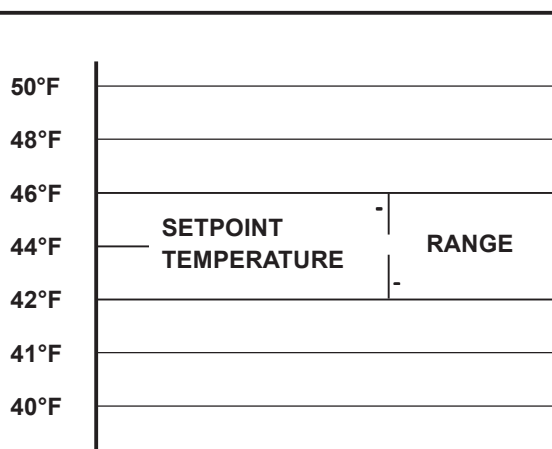 50°F
48°F
46°F
-
SETPOINT
44°F
RANGE
TEMPERATURE
-
42°F
41°F
40°F